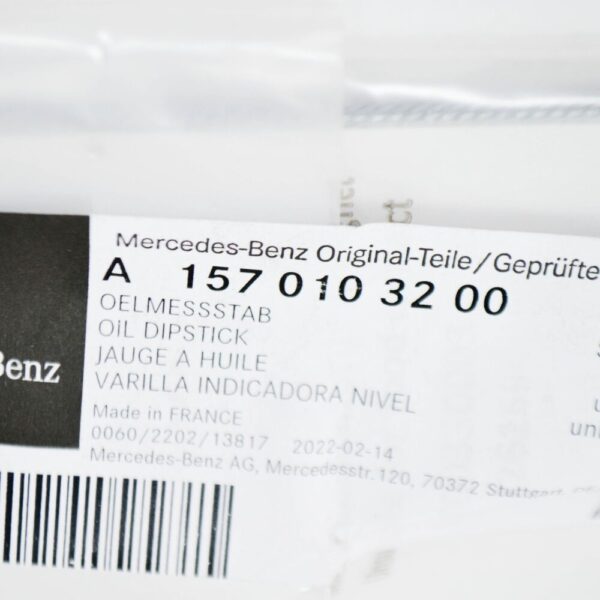 Mercedes-Benz Original-Teile/Geprüfte
A 157 010 32 00
OELMESSSTAB
OiL DIPSTICK
JAUGE A HUILE
VARILLA INDICADORA NIVEL
Made in FRANCE
0060/2202/13817 2022-02-14
Mercedes-Benz AG, Mercedesstr.120, 70372 Stuttgart
Benz